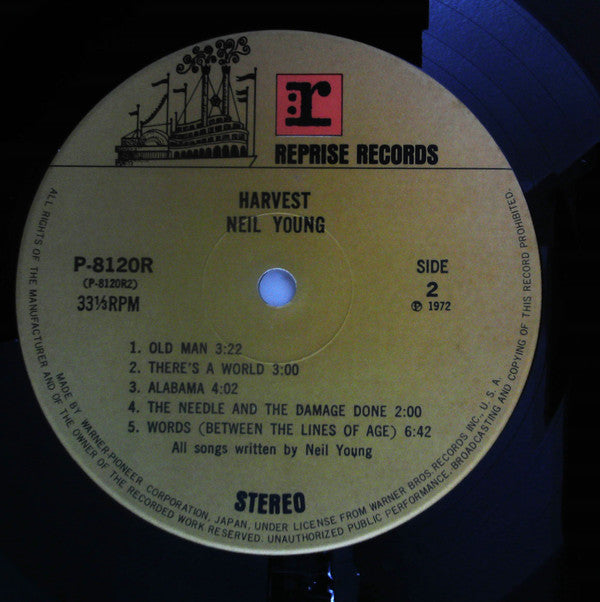 r
REPRISE RECORDS
HARVEST
NEIL YOUNG
P-8120R
(P-8120R2)
33⅓RPM
SIDE
2
℗ 1972
1. OLD MAN 3:22
2. THERE'S A WORLD 3:00
3. ALABAMA 4:02
4. THE NEEDLE AND THE DAMAGE DONE 2:00
5. WORDS (BETWEEN THE LINES OF AGE) 6:42
All songs written by Neil Young
STEREO
MADE BY WARNER-PIONEER CORPORATION, JAPAN, UNDER LICENSE FROM WARNER BROS. RECORDS INC., U.S.A.
ALL RIGHTS OF THE MANUFACTURER AND OF THE OWNER OF THE RECORDED WORK RESERVED. UNAUTHORIZED PUBLIC PERFORMANCE, BROADCASTING AND COPYING OF THIS RECORD PROHIBITED.